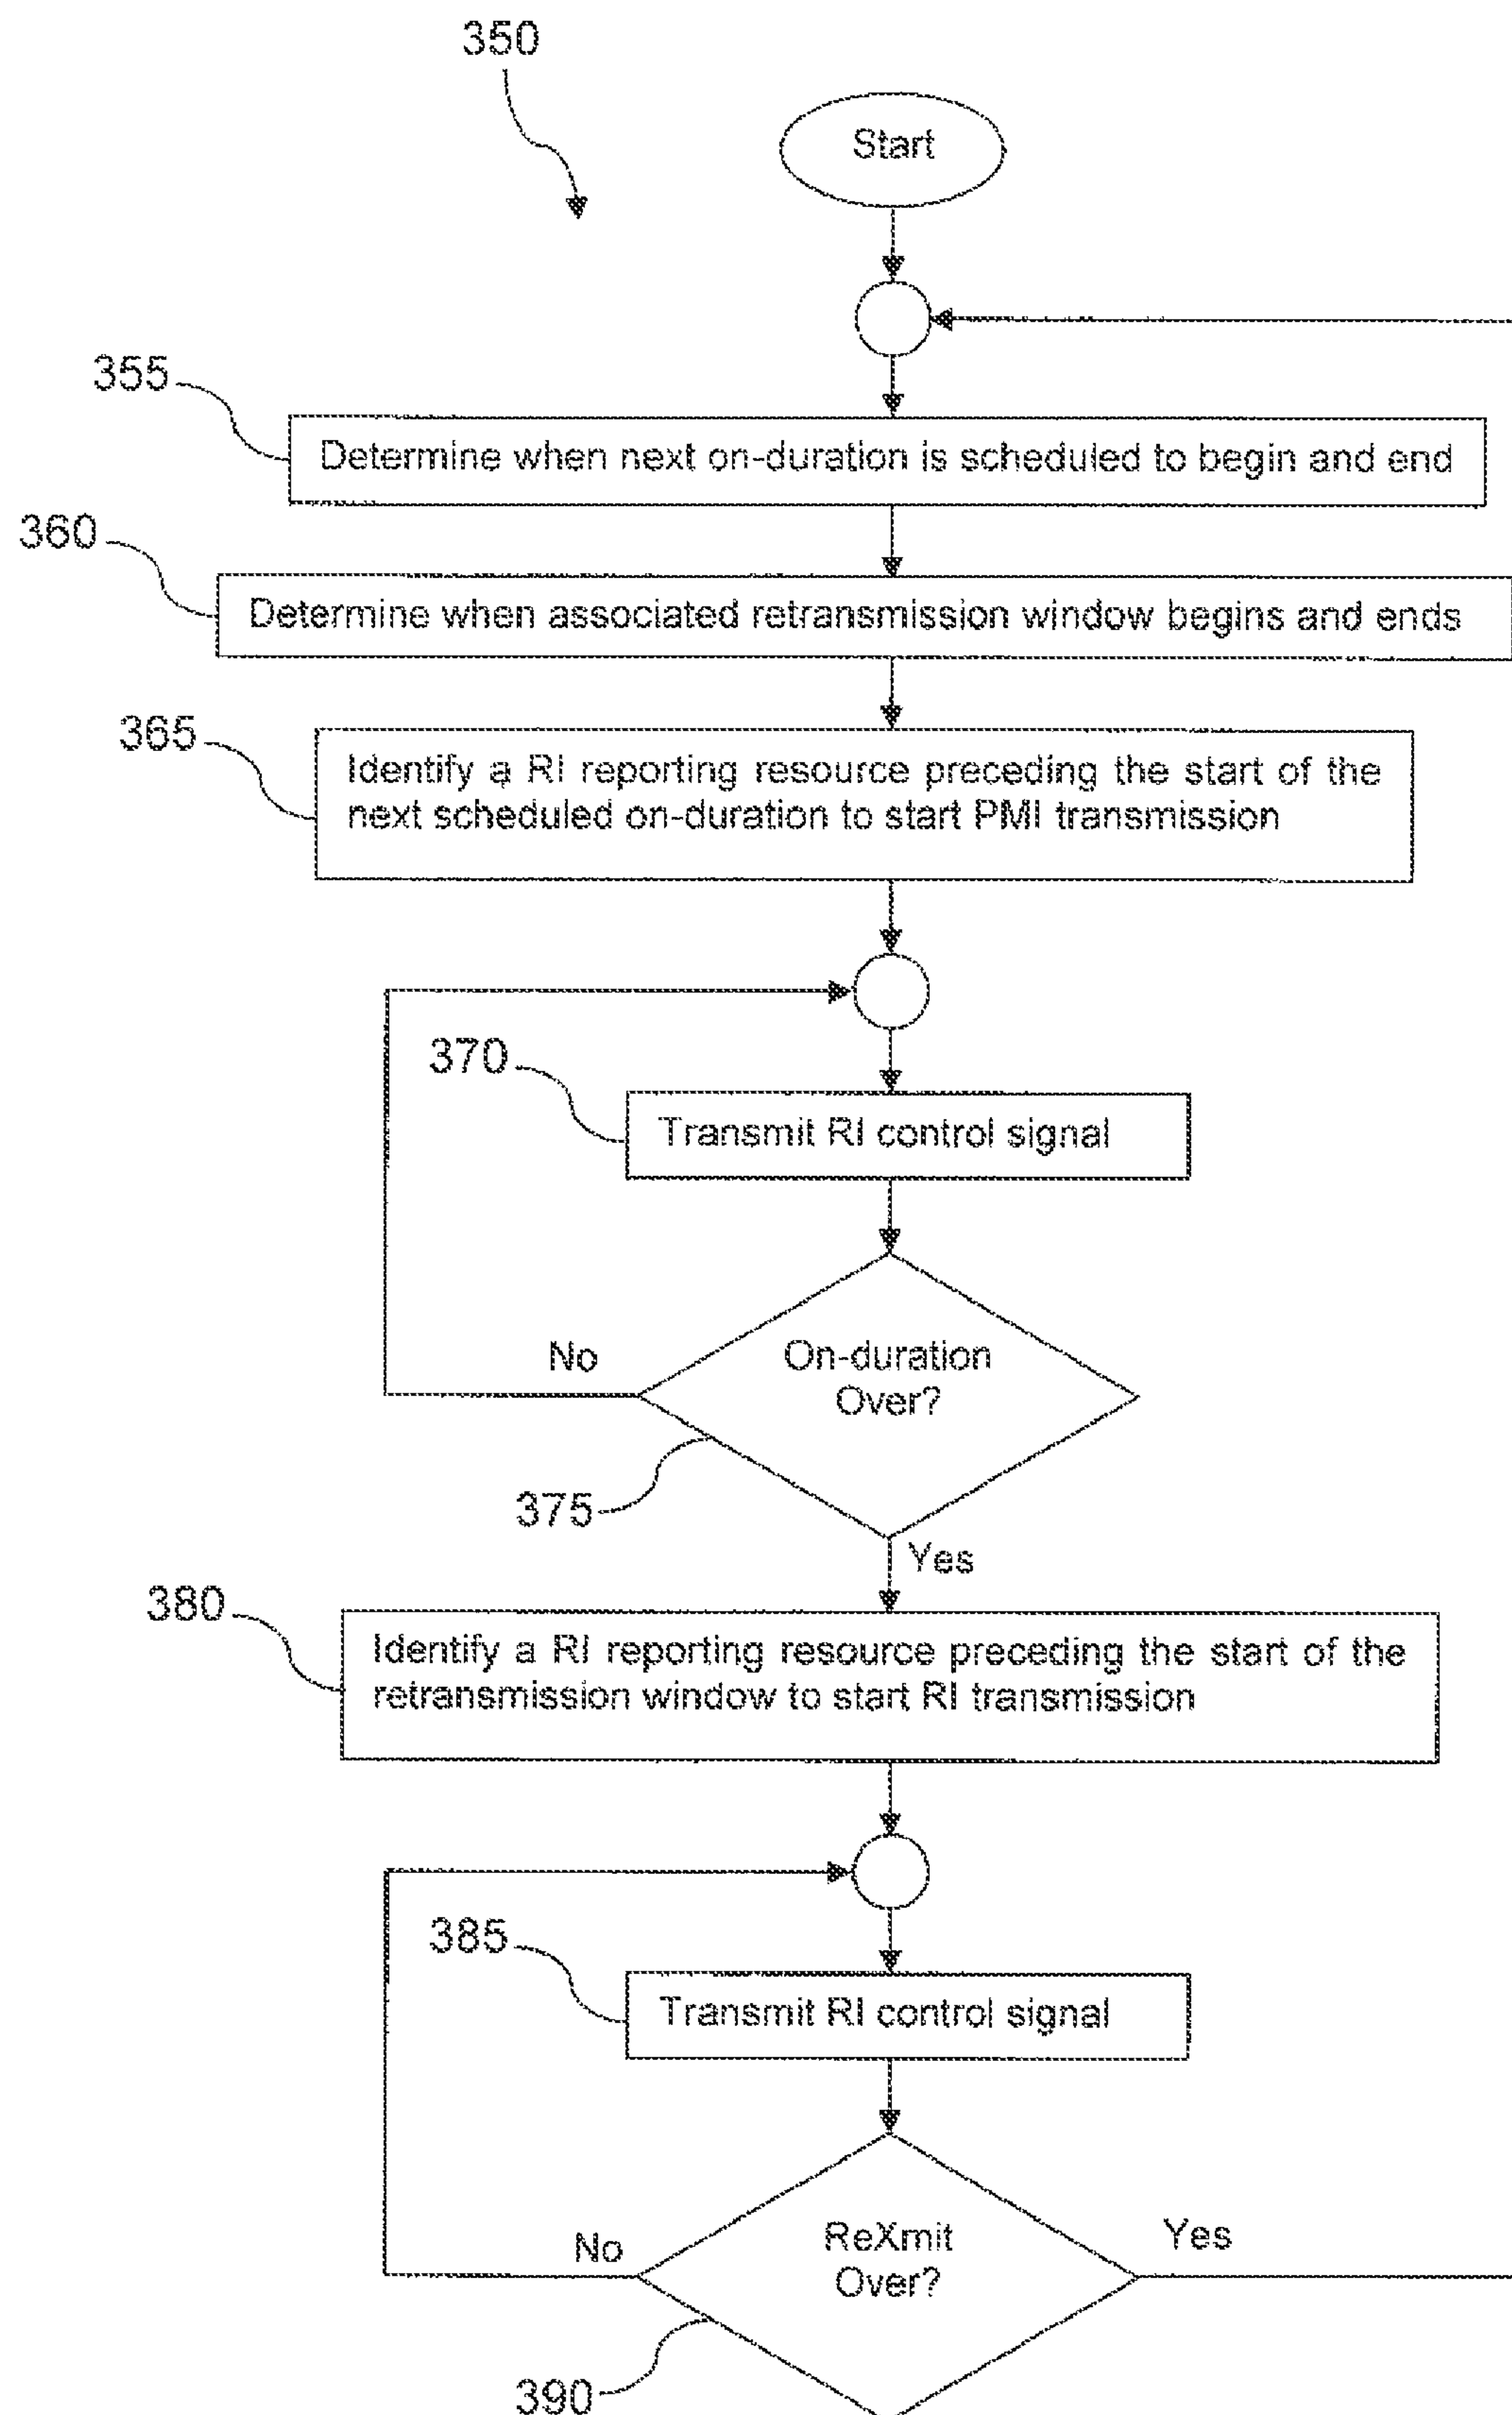 350
Start
355
Determine when next on-duration is scheduled to begin and end
360
Determine when associated retransmission window begins and ends
365
Identify a RI reporting resource preceding the start of the
next scheduled on-duration to start PMI transmission
370
Transmit RI control signal
No
On-duration
Over?
375
Yes
380
Identify a RI reporting resource preceding the start of the
retransmission window to start RI transmission
385
Transmit RI control signal
No
ReXmit
Over?
Yes
390